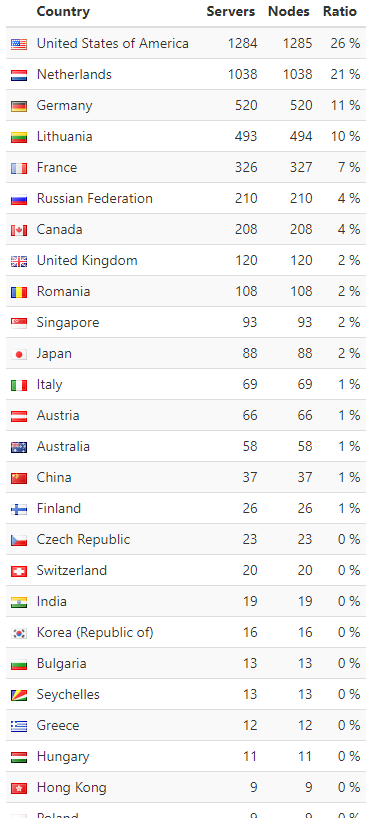 Country Servers Nodes Ratio
United States of America 1284 1285 26 %
Netherlands 1038 1038 21 %
Germany 520 520 11 %
Lithuania 493 494 10 %
France 326 327 7 %
Russian Federation 210 210 4 %
Canada 208 208 4 %
United Kingdom 120 120 2 %
Romania 108 108 2 %
Singapore 93 93 2 %
Japan 88 88 2 %
Italy 69 69 1 %
Austria 66 66 1 %
Australia 58 58 1 %
China 37 37 1 %
Finland 26 26 1 %
Czech Republic 23 23 0 %
Switzerland 20 20 0 %
India 19 19 0 %
Korea (Republic of) 16 16 0 %
Bulgaria 13 13 0 %
Seychelles 13 13 0 %
Greece 12 12 0 %
Hungary 11 11 0 %
Hong Kong 9 9 0 %
Poland 9 9 0 %